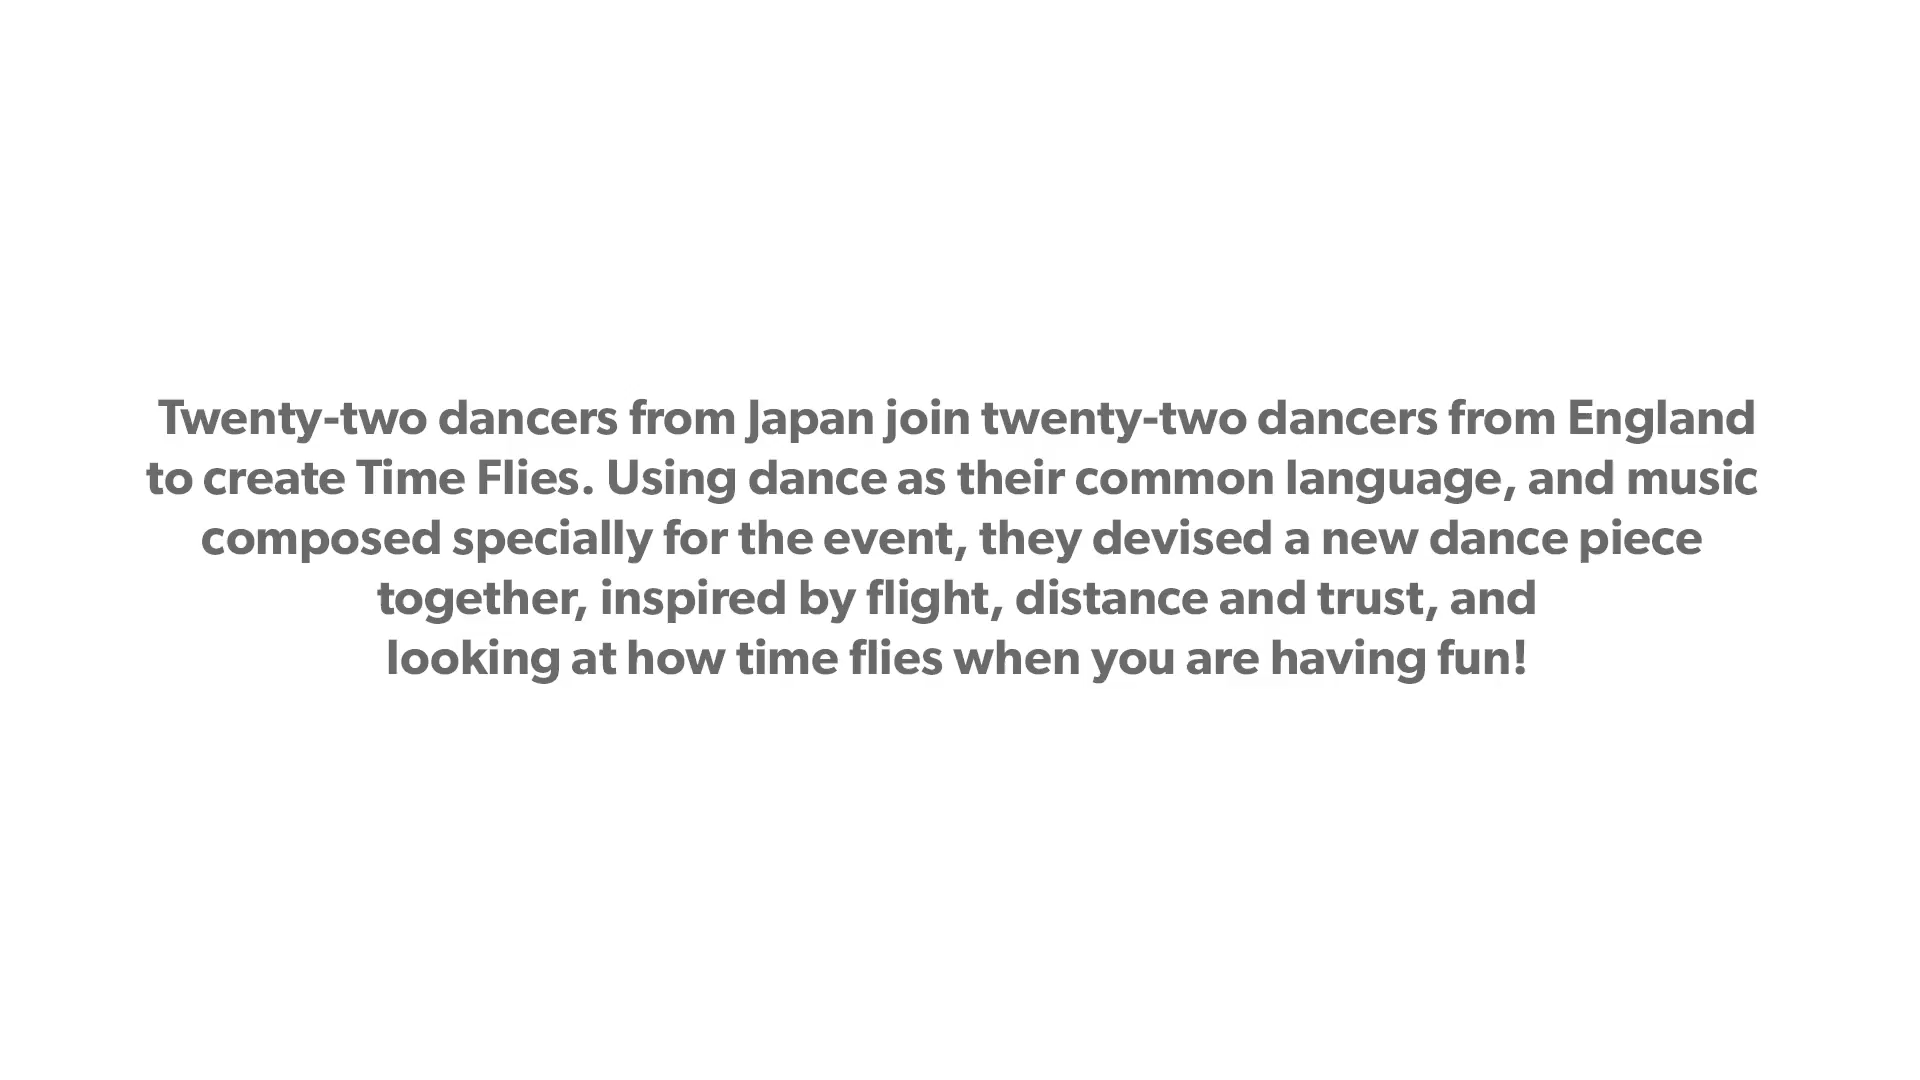 Twenty-two dancers from Japan join twenty-two dancers from England
to create Time Flies. Using dance as their common language, and music
composed specially for the event, they devised a new dance piece
together, inspired by flight, distance and trust, and
looking at how time flies when you are having fun!